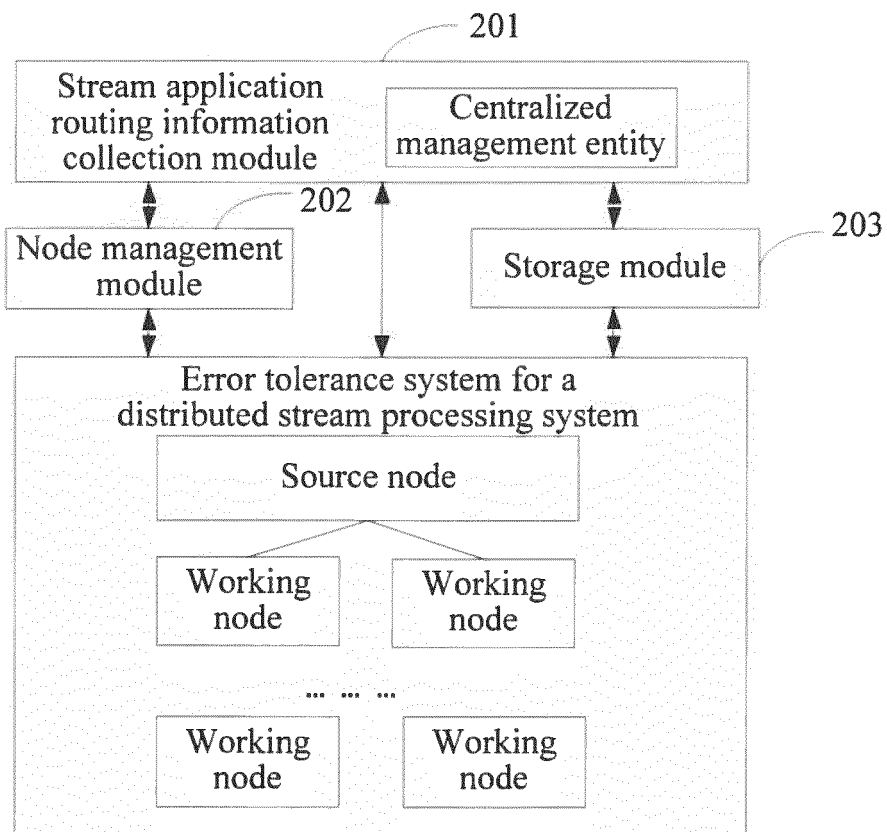 201
Stream application
routing information
collection module
Centralized
management entity
202
203
Node management
module
Storage module
Error tolerance system for a
distributed stream processing system
Source node
Working
node
Working
node
... ... ...
Working
node
Working
node